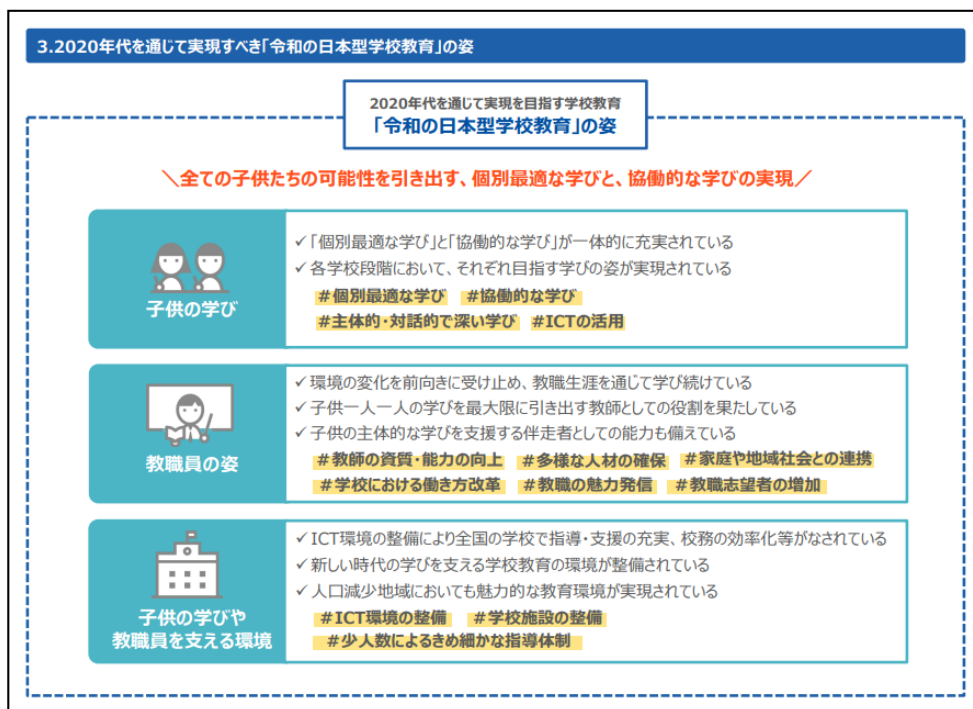 3.2020年代を通じて実現すべき「令和の日本型学校教育」の姿
2020年代を通じて実現を目指す学校教育
「令和の日本型学校教育」の姿
＼全ての子供たちの可能性を引き出す、個別最適な学びと、協働的な学びの実現／
子供の学び
✓「個別最適な学び」と「協働的な学び」が一体的に充実されている
✓各学校段階において、それぞれ目指す学びの姿が実現されている
＃個別最適な学び ＃協働的な学び
＃主体的・対話的で深い学び ＃ICTの活用
教職員の姿
✓環境の変化を前向きに受け止め、教職生涯を通じて学び続けている
✓子供一人一人の学びを最大限に引き出す教師としての役割を果たしている
✓子供の主体的な学びを支援する伴走者としての能力も備えている
＃教師の資質・能力の向上 ＃多様な人材の確保 ＃家庭や地域社会との連携
＃学校における働き方改革 ＃教職の魅力発信 ＃教職志望者の増加
子供の学びや
教職員を支える環境
✓ICT環境の整備により全国の学校で指導・支援の充実、校務の効率化等がなされている
✓新しい時代の学びを支える学校教育の環境が整備されている
✓人口減少地域においても魅力的な教育環境が実現されている
＃ICT環境の整備 ＃学校施設の整備
＃少人数によるきめ細かな指導体制